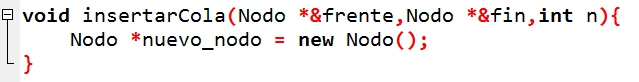 void insertarCola(Nodo *&frente,Nodo *&fin,int n){
    Nodo *nuevo_nodo = new Nodo();
}